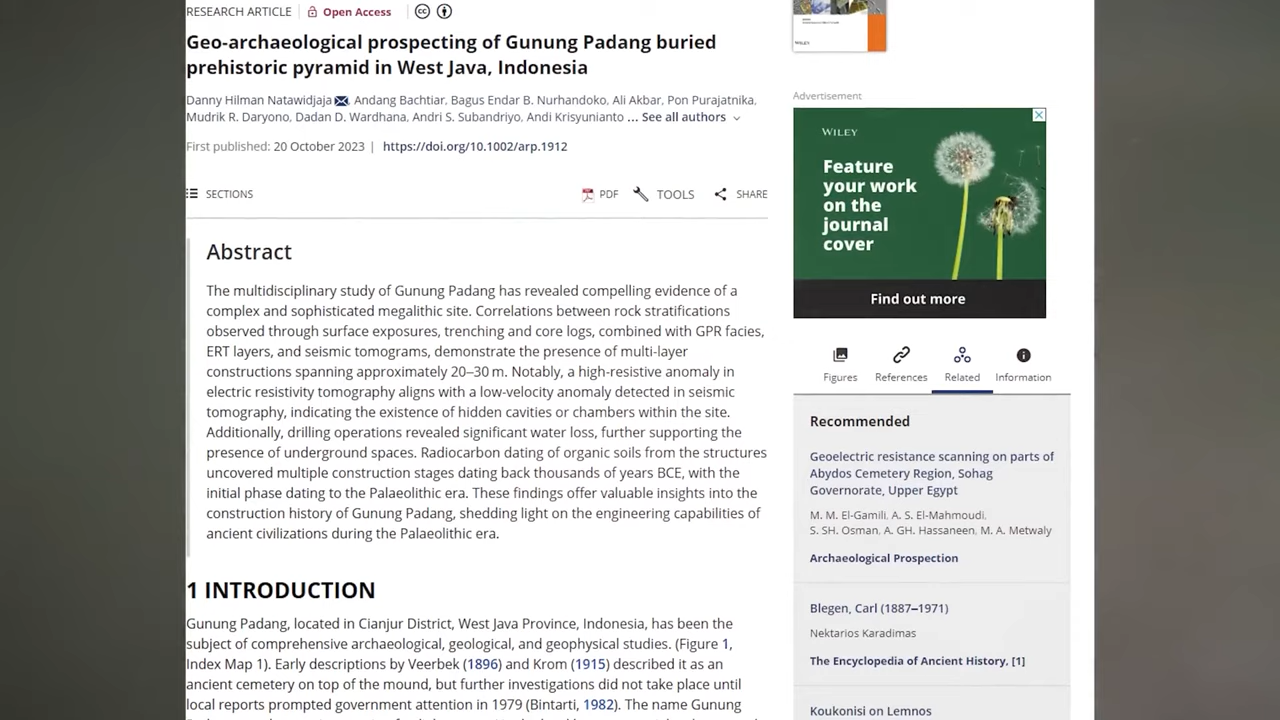 RESEARCH ARTICLE
Open Access
Geo-archaeological prospecting of Gunung Padang buried
prehistoric pyramid in West Java, Indonesia
Danny Hilman Natawidjaja, Andang Bachtiar, Bagus Endar B. Nurhandoko, Ali Akbar, Pon Purajatnika,
Mudrik R. Daryono, Dadan D. Wardhana, Andri S. Subandriyo, Andi Krisyunianto ... See all authors
First published: 20 October 2023 | https://doi.org/10.1002/arp.1912
SECTIONS
PDF
TOOLS
SHARE
Abstract
The multidisciplinary study of Gunung Padang has revealed compelling evidence of a
complex and sophisticated megalithic site. Correlations between rock stratifications
observed through surface exposures, trenching and core logs, combined with GPR facies,
ERT layers, and seismic tomograms, demonstrate the presence of multi-layer
constructions spanning approximately 20–30 m. Notably, a high-resistive anomaly in
electric resistivity tomography aligns with a low-velocity anomaly detected in seismic
tomography, indicating the existence of hidden cavities or chambers within the site.
Additionally, drilling operations revealed significant water loss, further supporting the
presence of underground spaces. Radiocarbon dating of organic soils from the structures
uncovered multiple construction stages dating back thousands of years BCE, with the
initial phase dating to the Palaeolithic era. These findings offer valuable insights into the
construction history of Gunung Padang, shedding light on the engineering capabilities of
ancient civilizations during the Palaeolithic era.
1 INTRODUCTION
Gunung Padang, located in Cianjur District, West Java Province, Indonesia, has been the
subject of comprehensive archaeological, geological, and geophysical studies. (Figure 1,
Index Map 1). Early descriptions by Veerbek (1896) and Krom (1915) described it as an
ancient cemetery on top of the mound, but further investigations did not take place until
local reports prompted government attention in 1979 (Bintarti, 1982). The name Gunung
WILEY
Advertisement
WILEY
Feature
your work
on the
journal
cover
Find out more
Figures
References
Related
Information
Recommended
Geoelectric resistance scanning on parts of
Abydos Cemetery Region, Sohag
Governorate, Upper Egypt
M. M. El-Gamili, A. S. El-Mahmoudi,
S. SH. Osman, A. GH. Hassaneen, M. A. Metwaly
Archaeological Prospection
Blegen, Carl (1887–1971)
Nektarios Karadimas
The Encyclopedia of Ancient History, [1]
Koukonisi on Lemnos